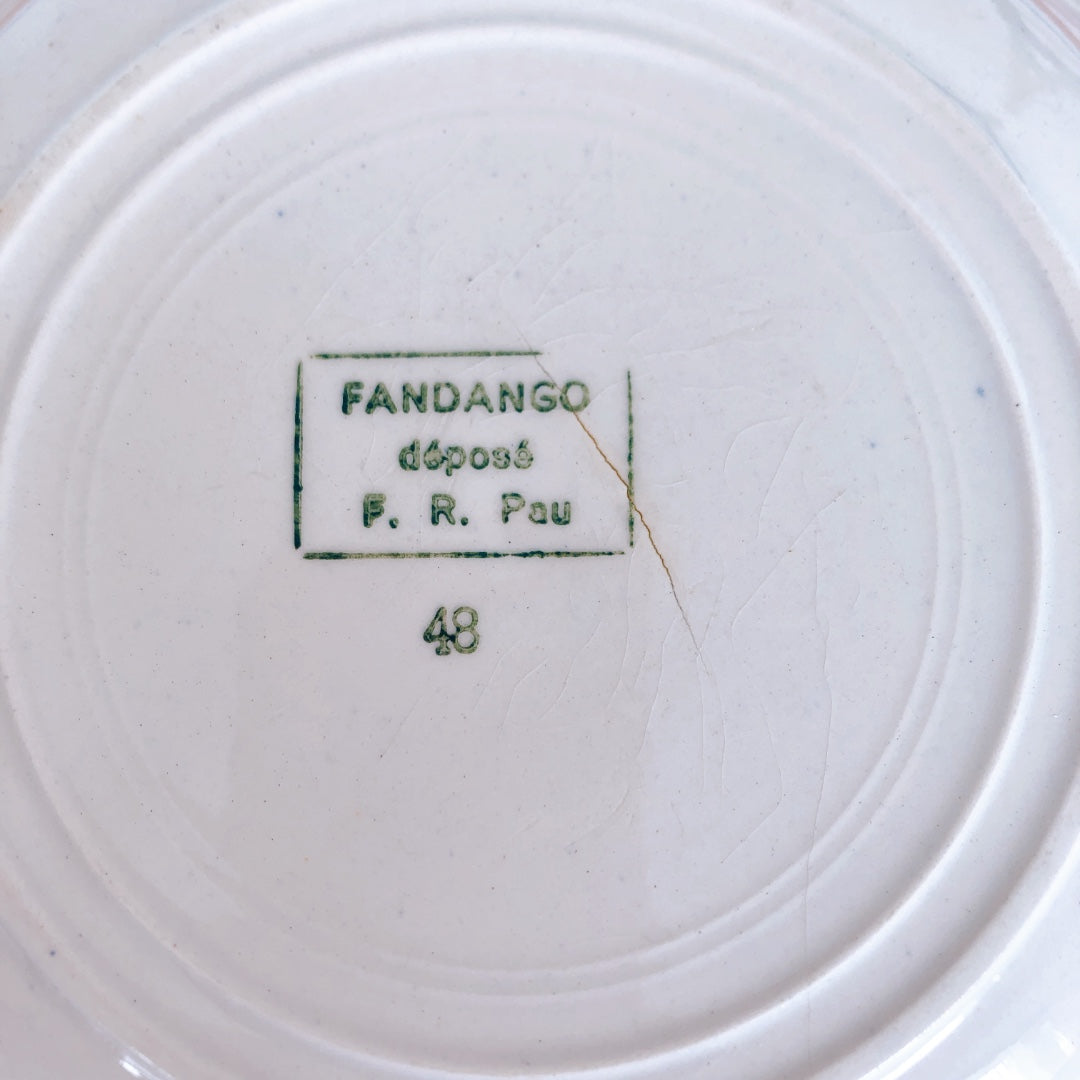 FANDANGO
déposé
F. R. Pau
48